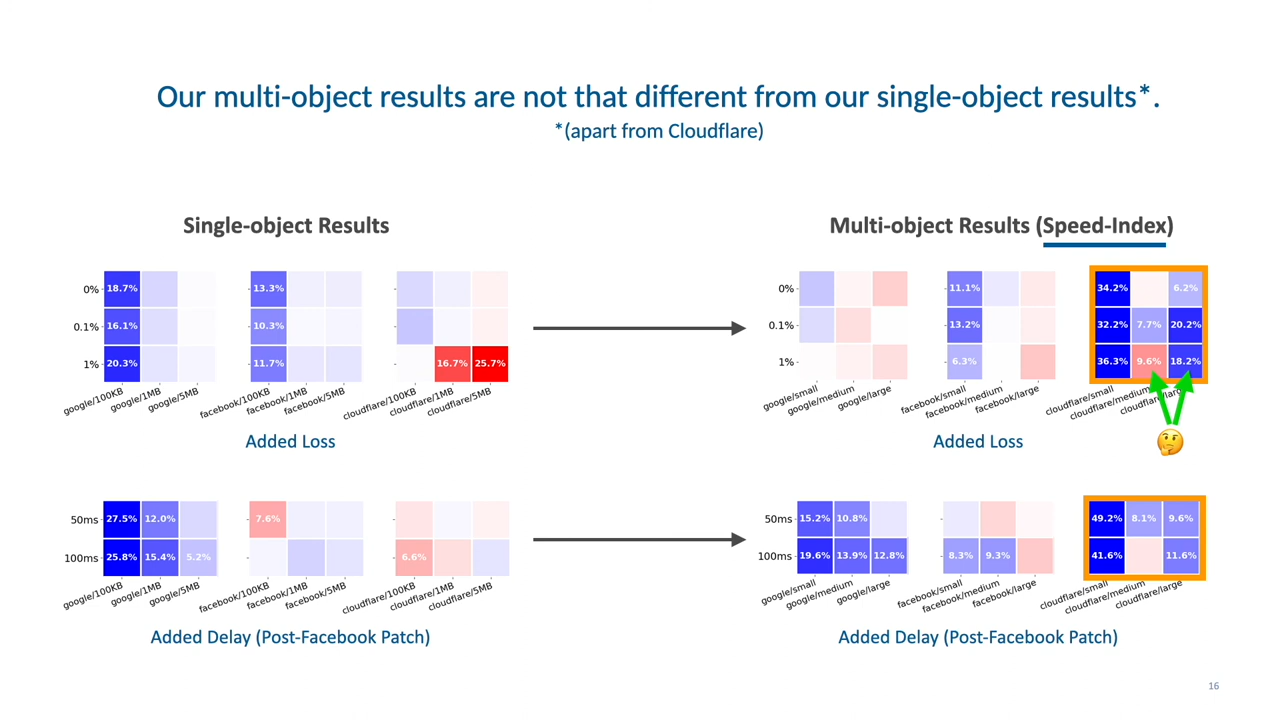 Our multi-object results are not that different from our single-object results*.
*(apart from Cloudflare)
Single-object Results
0% 18.7% 13.3%
0.1% 16.1% 10.3%
1% 20.3% 11.7% 16.7% 25.7%
google/100KB google/1MB google/5MB facebook/100KB facebook/1MB facebook/5MB cloudflare/100KB cloudflare/1MB cloudflare/5MB
Added Loss
50ms 27.5% 12.0% 7.6%
100ms 25.8% 15.4% 5.2% 6.6%
google/100KB google/1MB google/5MB facebook/100KB facebook/1MB facebook/5MB cloudflare/100KB cloudflare/1MB cloudflare/5MB
Added Delay (Post-Facebook Patch)
Multi-object Results (Speed-Index)
0% 11.1% 34.2% 6.2%
0.1% 13.2% 32.2% 7.7% 20.2%
1% 6.3% 36.3% 9.6% 18.2%
google/small google/medium google/large facebook/small facebook/medium facebook/large cloudflare/small cloudflare/medium
Added Loss
50ms 15.2% 10.8% 49.2% 8.1% 9.6%
100ms 19.6% 13.9% 12.8% 8.3% 9.3% 41.6% 11.6%
google/small google/medium google/large facebook/small facebook/medium facebook/large cloudflare/small cloudflare/medium cloudflare/large
Added Delay (Post-Facebook Patch)
16